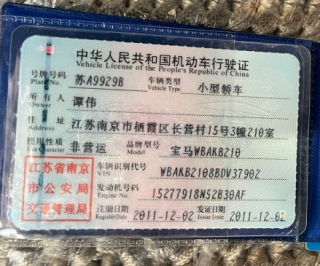 中华人民共和国机动车行驶证
Vehicle License of the People's Republic of China
号牌号码 苏A9929B 车辆类型 小型轿车
Plate No. Vehicle Type
所有人 谭伟
Owner
住址 江苏南京市栖霞区长营村15号3幢210室
Address
使用性质 非营运 品牌型号 宝马WBAKB210
Use Character Model
江苏省南京
市公安局
交通管理局
车辆识别代号 WBAKB2108BDV37902
VIN
发动机号码 15277918N52B30AF
Engine No.
注册日期 2011-12-02 发证日期 2011-12-02
Register Date Issue Date